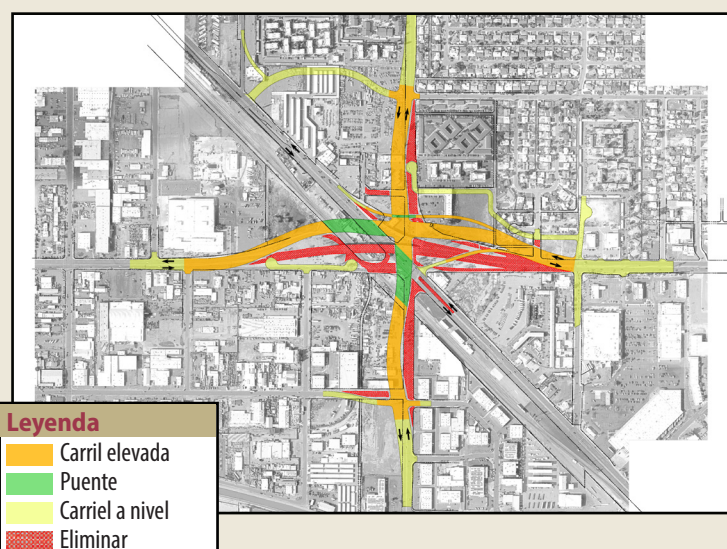 Leyenda
Carril elevada
Puente
Carriel a nivel
Eliminar